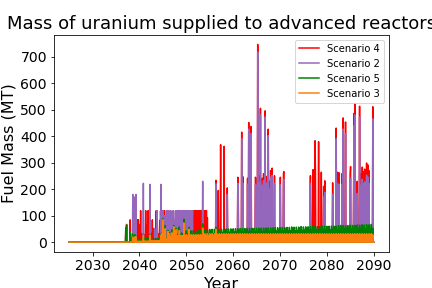 Mass of uranium supplied to advanced reactors
Fuel Mass (MT)
700
600
500
400
300
200
100
0
Scenario 4
Scenario 2
Scenario 5
Scenario 3
2030 2040 2050 2060 2070 2080 2090
Year